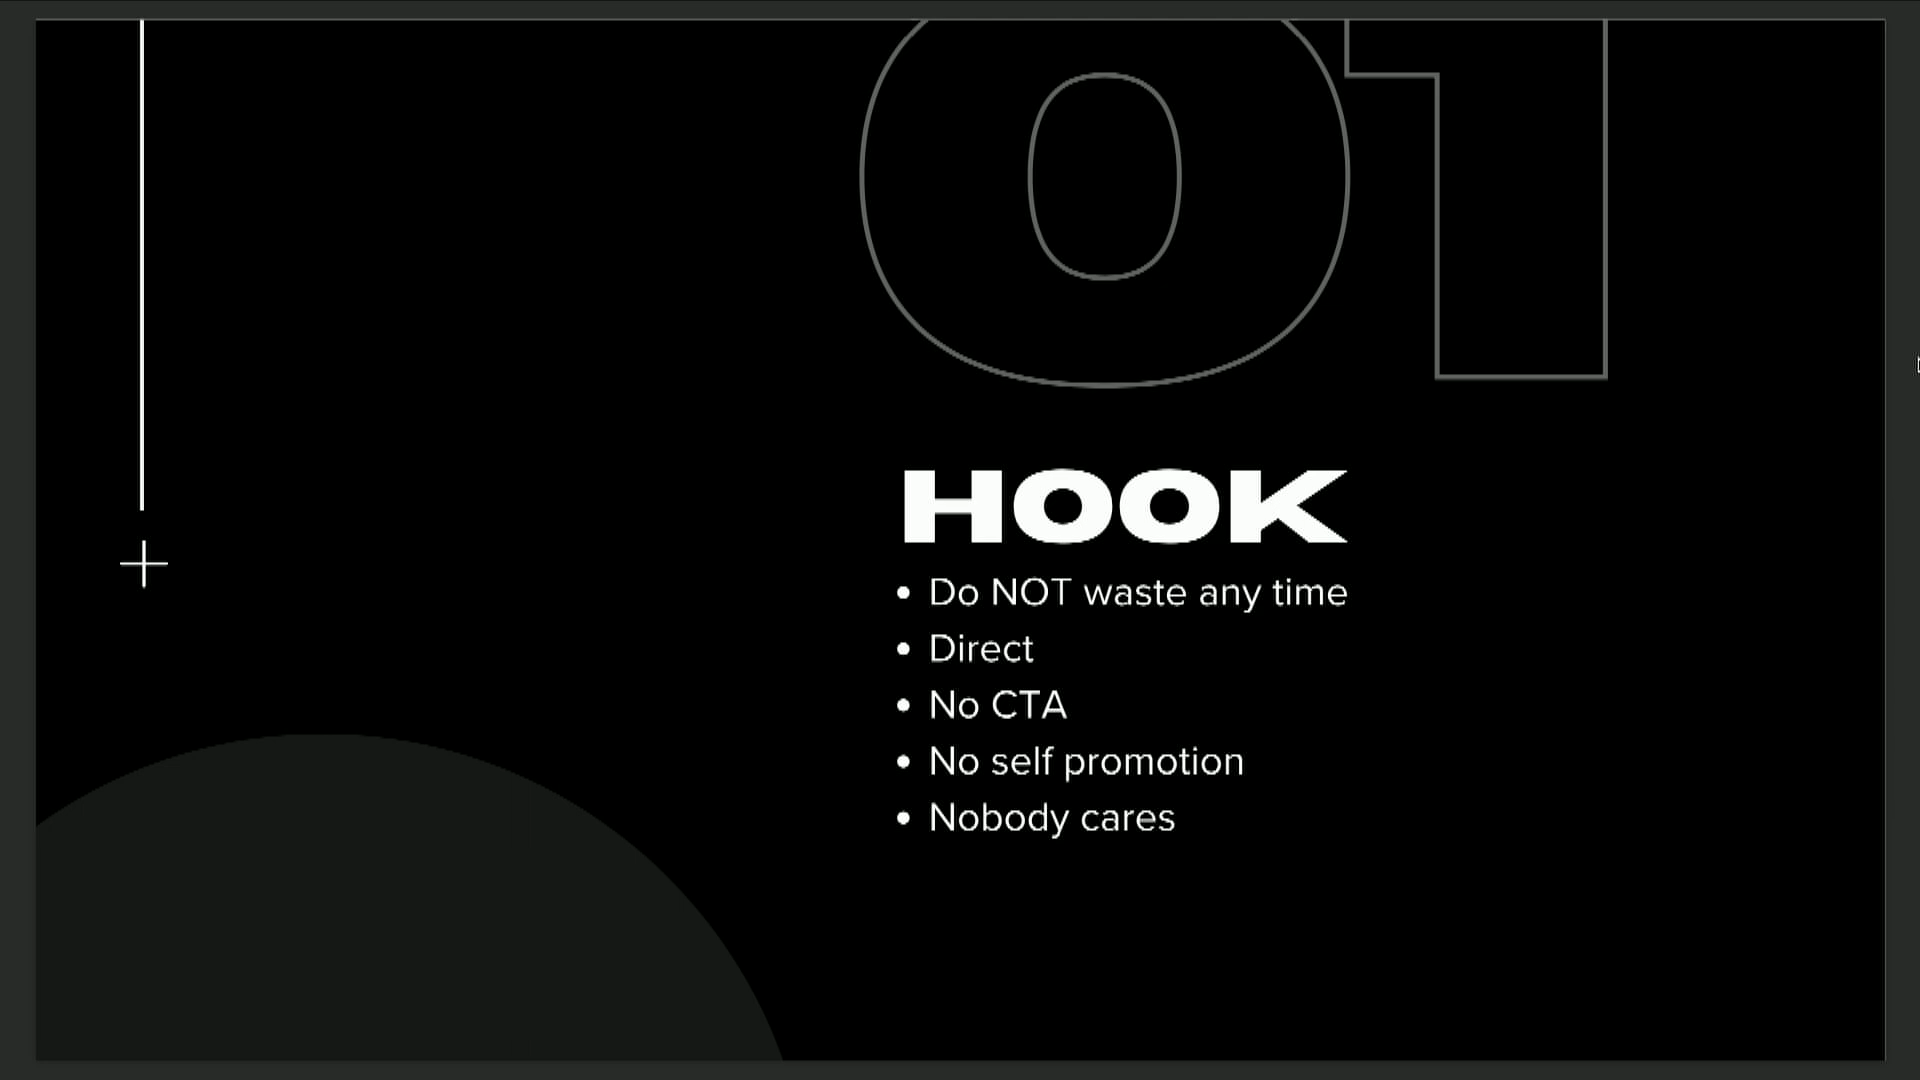 01
HOOK
• Do NOT waste any time
• Direct
• No CTA
• No self promotion
• Nobody cares